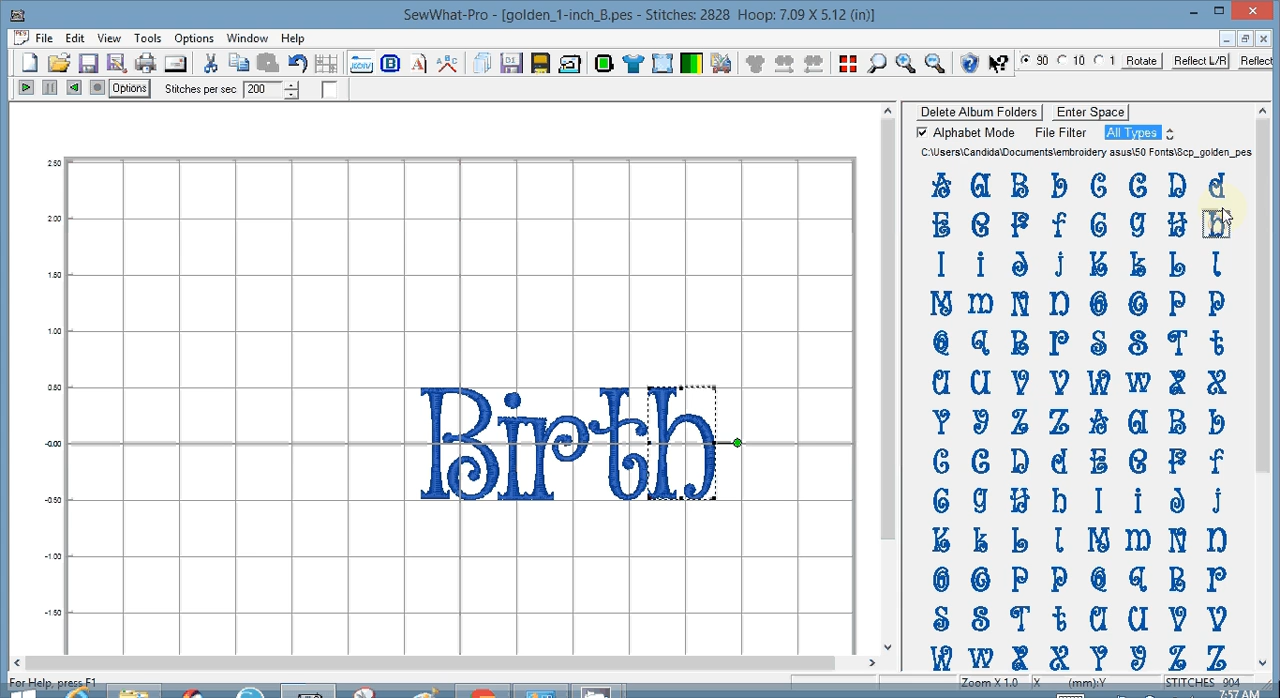 SewWhat-Pro - [golden_1-inch_B.pes - Stitches: 2828 Hoop: 7.09 X 5.12 (in)]
File Edit View Tools Options Window Help
90 10 1 Rotate Reflect L/R Reflect
Options Stitches per sec 200
Delete Album Folders Enter Space
Alphabet Mode File Filter All Types
C:\Users\Candida\Documents\embroidery asus\50 Fonts\8cp_golden_pes
2.50
2.00
1.50
1.00
0.50
-0.00
-0.50
-1.00
-1.50
Birth
A a B b C c D d
E e F f G g H h
I i J j K k L l
M m N n O o P p
Q q R r S s T t
U u V v W w X x
Y y Z z A a B b
C c D d E e F f
G g H h I i J j
K k L l M m N n
O o P p Q q R r
S s T t U u V v
W w X x Y y Z z
For Help, press F1
Zoom X 1.0 X (mm):Y STITCHES 904
7:57 AM